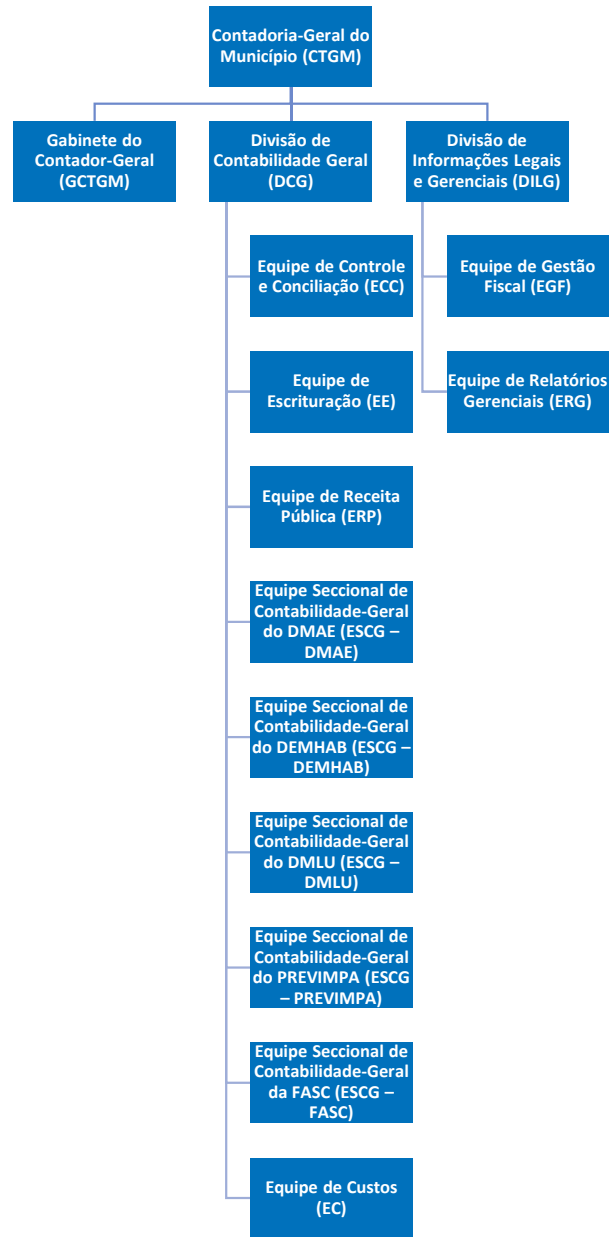 Contadoria-Geral do
Município (CTGM)
Gabinete do
Contador-Geral
(GCTGM)
Divisão de
Contabilidade Geral
(DCG)
Divisão de
Informações Legais
e Gerenciais (DILG)
Equipe de Controle
e Conciliação (ECC)
Equipe de
Escrituração (EE)
Equipe de Receita
Pública (ERP)
Equipe Seccional de
Contabilidade-Geral
do DMAE (ESCG –
DMAE)
Equipe Seccional de
Contabilidade-Geral
do DEMHAB (ESCG –
DEMHAB)
Equipe Seccional de
Contabilidade-Geral
do DMLU (ESCG –
DMLU)
Equipe Seccional de
Contabilidade-Geral
do PREVIMPA (ESCG
– PREVIMPA)
Equipe Seccional de
Contabilidade-Geral
da FASC (ESCG –
FASC)
Equipe de Custos
(EC)
Equipe de Gestão
Fiscal (EGF)
Equipe de Relatórios
Gerenciais (ERG)